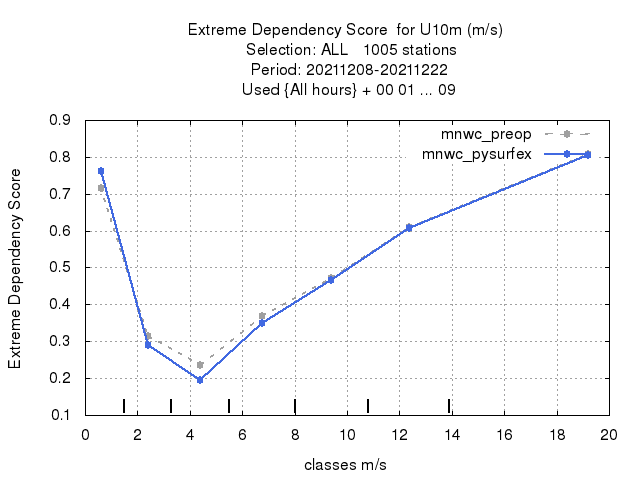 Extreme Dependency Score  for U10m (m/s)
Selection: ALL   1005 stations
Period: 20211208-20211222
Used {All hours} + 00 01 ... 09
mnwc_preop
mnwc_pysurfex
Extreme Dependency Score
0.9
0.8
0.7
0.6
0.5
0.4
0.3
0.2
0.1
0 2 4 6 8 10 12 14 16 18 20
classes m/s